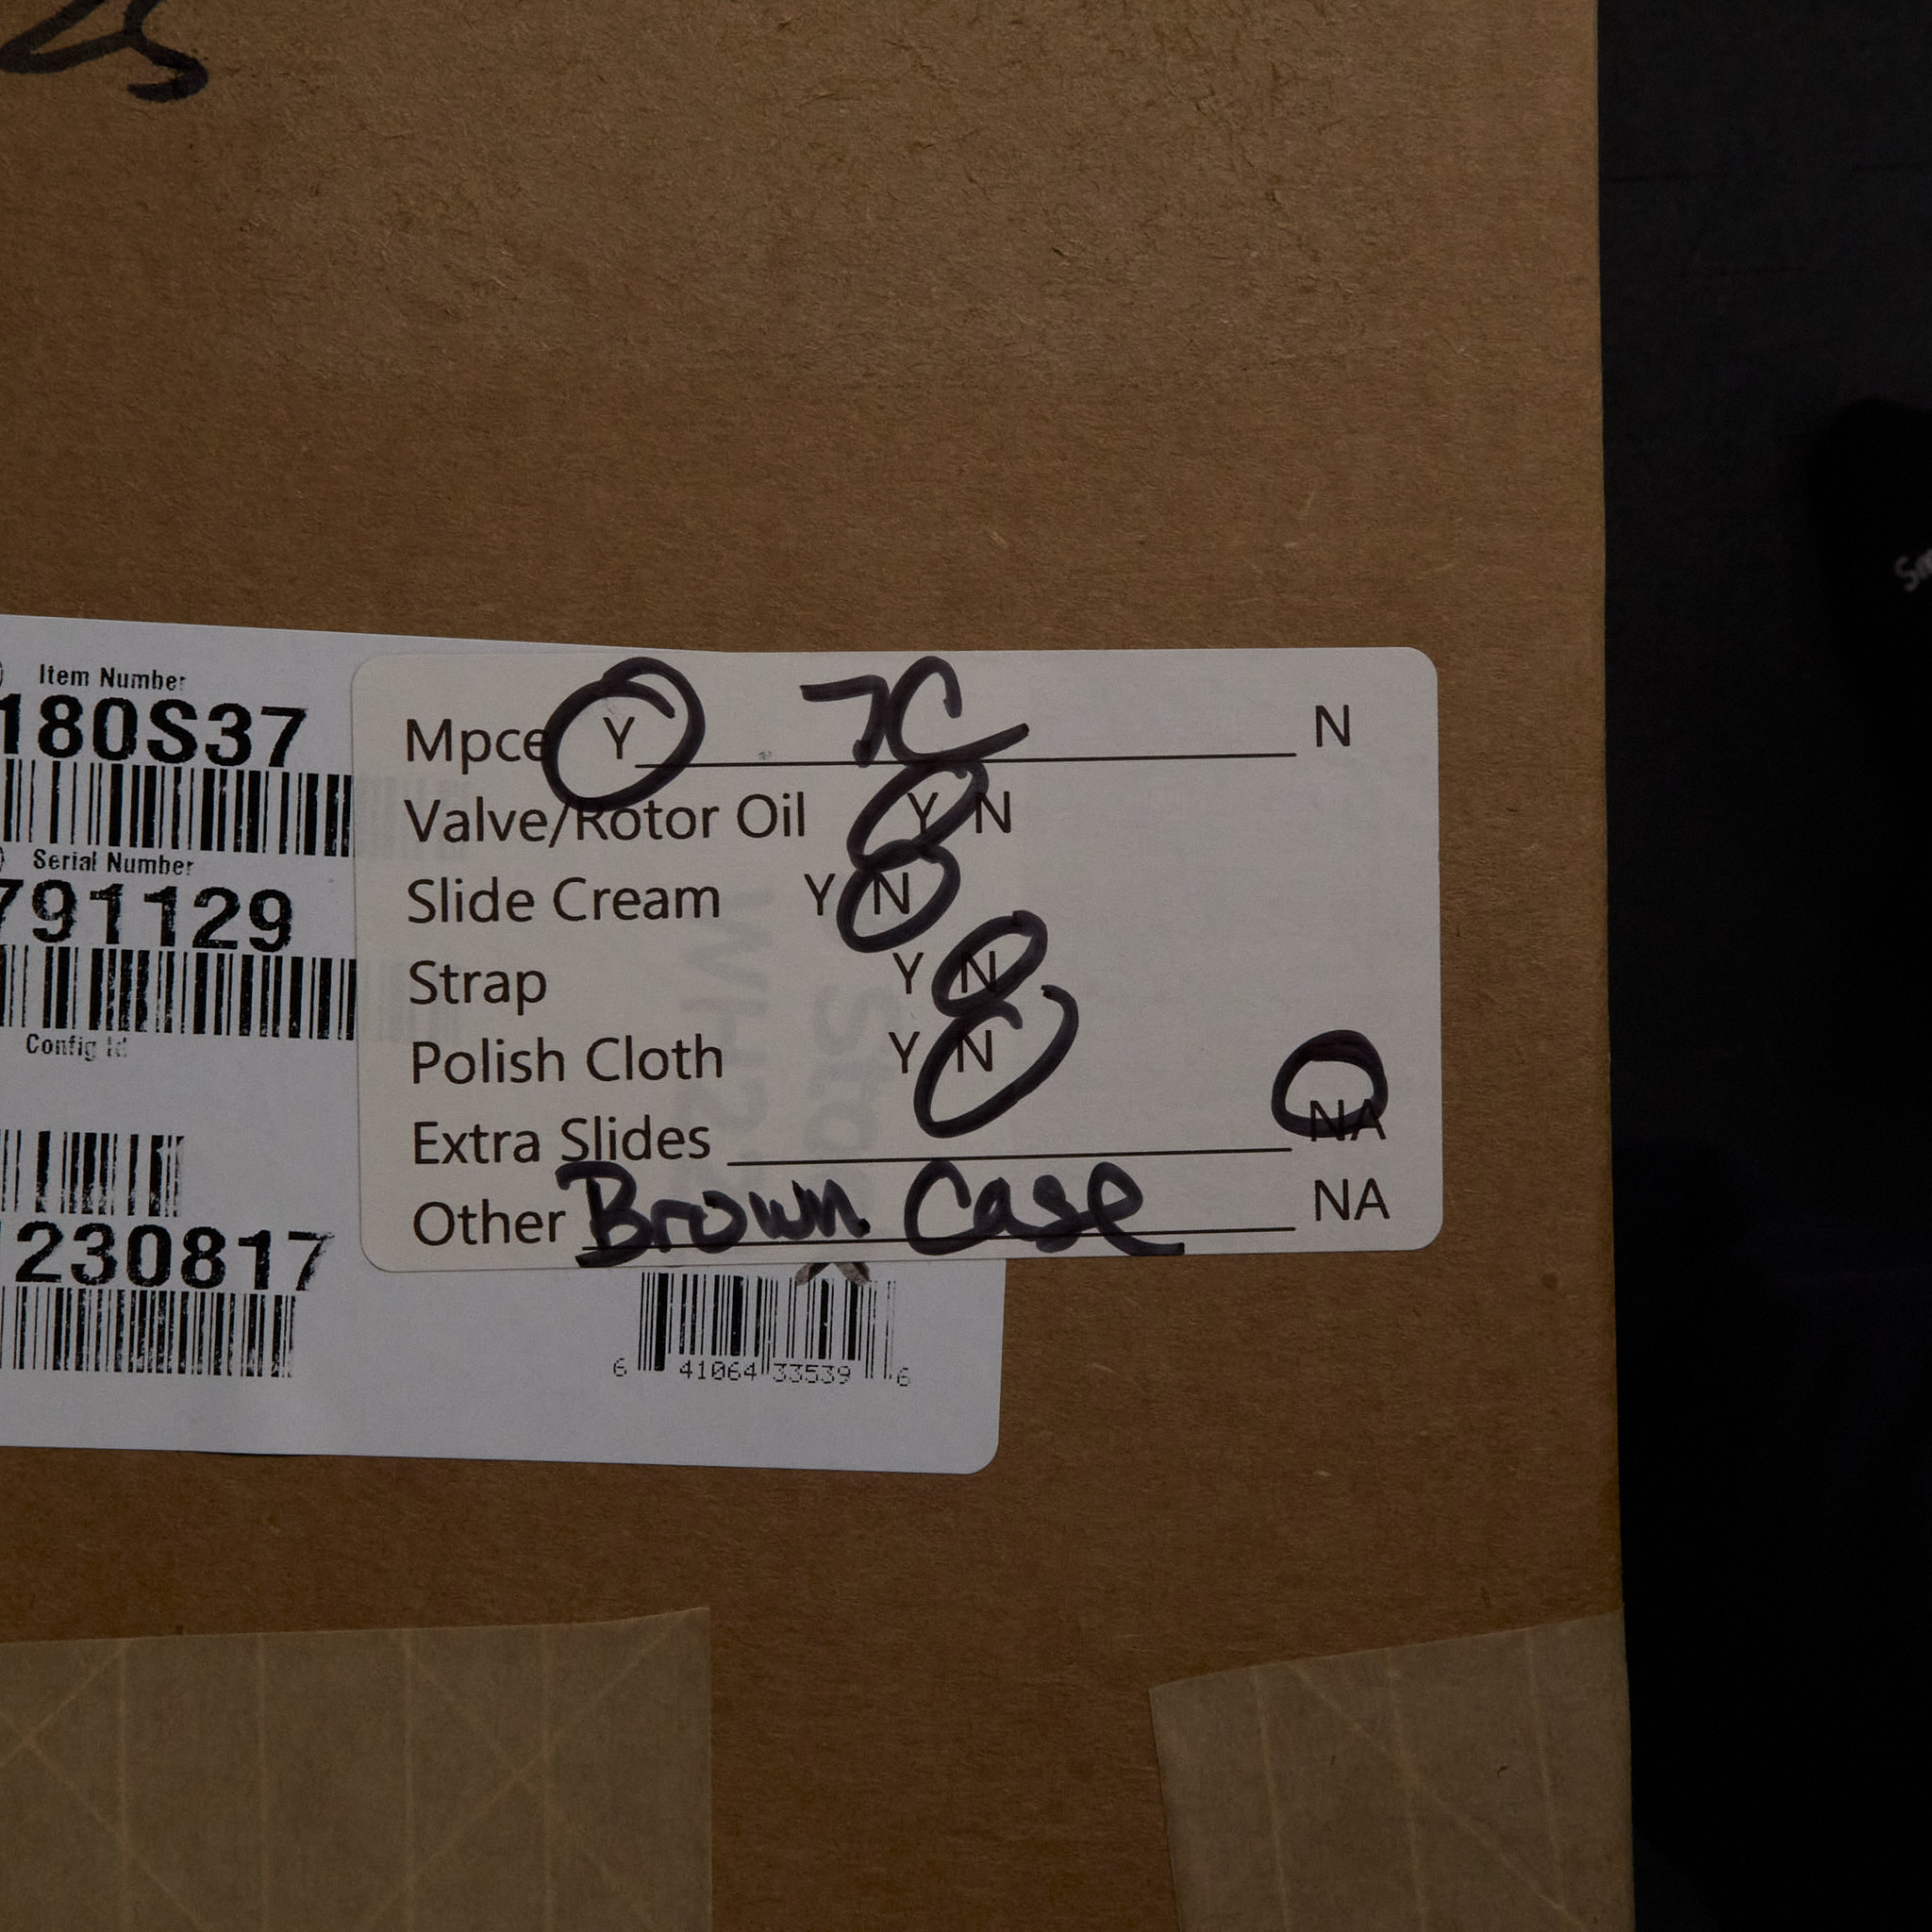 Item Number
180S37
Serial Number
791129
Config Id
230817
Mpce Y 7C N
Valve/Rotor Oil Y N
Slide Cream Y N
Strap Y N
Polish Cloth Y N
Extra Slides NA
Other Brown Case NA
6 41064 33539 6